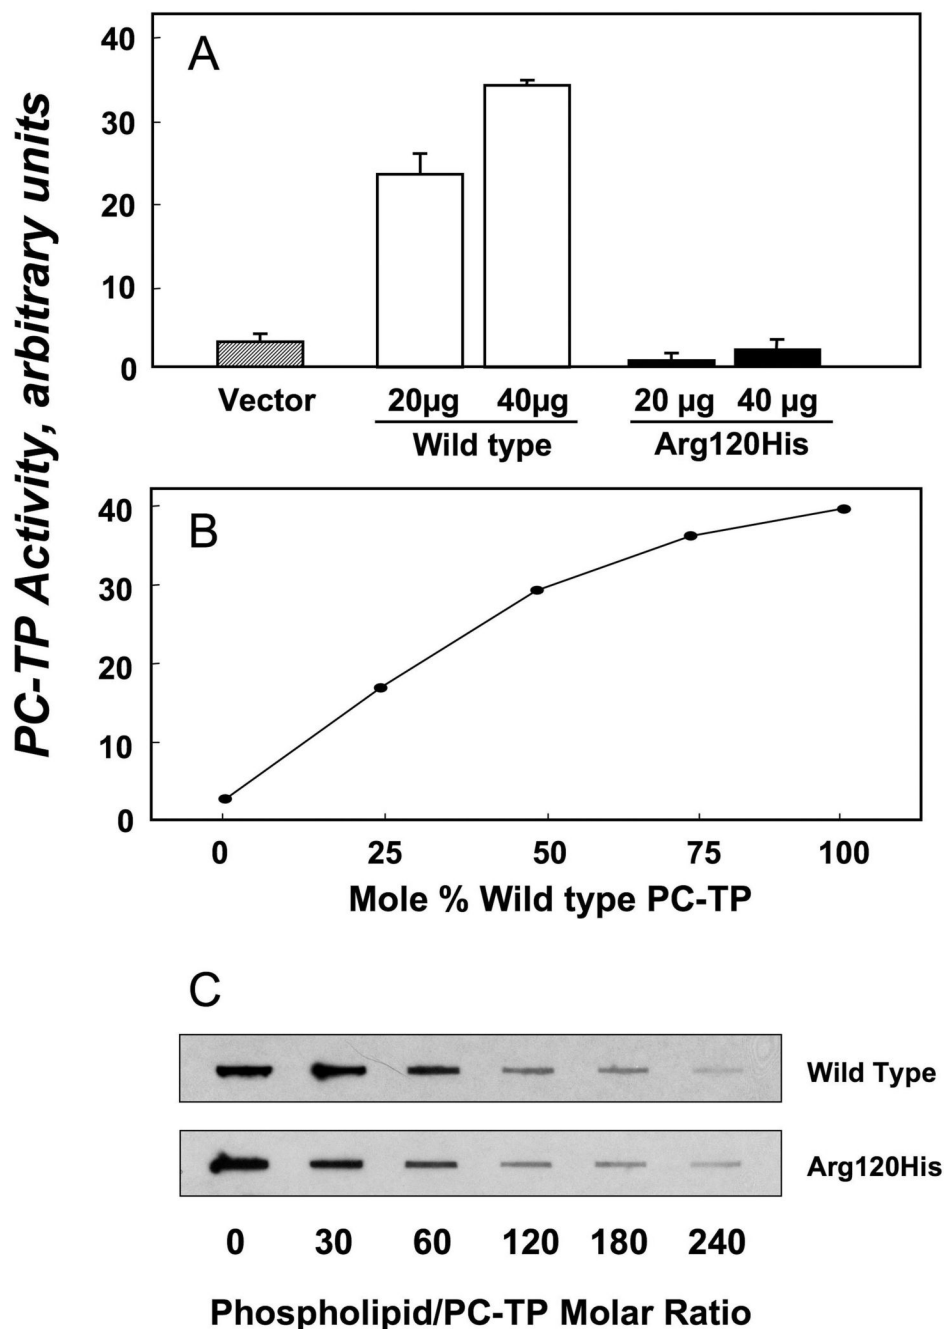 PC-TP Activity, arbitrary units
A
40
30
20
10
0
Vector 20µg 40µg 20 µg 40 µg
Wild type Arg120His
B
40
30
20
10
0
0 25 50 75 100
Mole % Wild type PC-TP
C
Wild Type
Arg120His
0 30 60 120 180 240
Phospholipid/PC-TP Molar Ratio